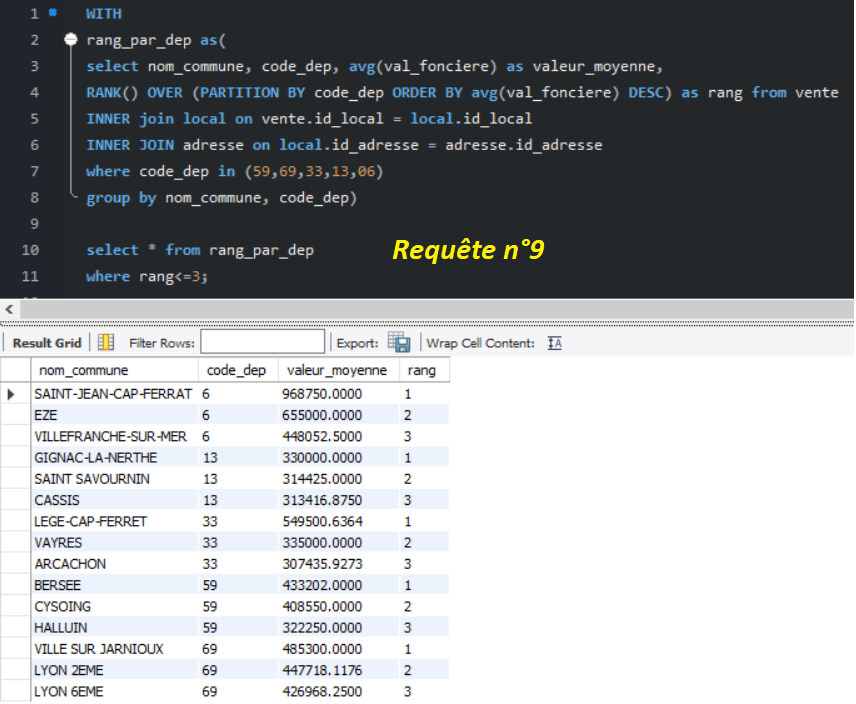 1 WITH
2 rang_par_dep as(
3 select nom_commune, code_dep, avg(val_fonciere) as valeur_moyenne,
4 RANK() OVER (PARTITION BY code_dep ORDER BY avg(val_fonciere) DESC) as rang from vente
5 INNER join local on vente.id_local = local.id_local
6 INNER JOIN adresse on local.id_adresse = adresse.id_adresse
7 where code_dep in (59,69,33,13,06)
8 group by nom_commune, code_dep)
9
10 select * from rang_par_dep
Requête n°9
11 where rang<=3;
Result Grid Filter Rows: Export: Wrap Cell Content: IA
nom_commune code_dep valeur_moyenne rang
SAINT-JEAN-CAP-FERRAT 6 968750.0000 1
EZE 6 655000.0000 2
VILLEFRANCHE-SUR-MER 6 448052.5000 3
GIGNAC-LA-NERTHE 13 330000.0000 1
SAINT SAVOURNIN 13 314425.0000 2
CASSIS 13 313416.8750 3
LEGE-CAP-FERRET 33 549500.6364 1
VAYRES 33 335000.0000 2
ARCACHON 33 307435.9273 3
BERSEE 59 433202.0000 1
CYSOING 59 408550.0000 2
HALLUIN 59 322250.0000 3
VILLE SUR JARNIOUX 69 485300.0000 1
LYON 2EME 69 447718.1176 2
LYON 6EME 69 426968.2500 3